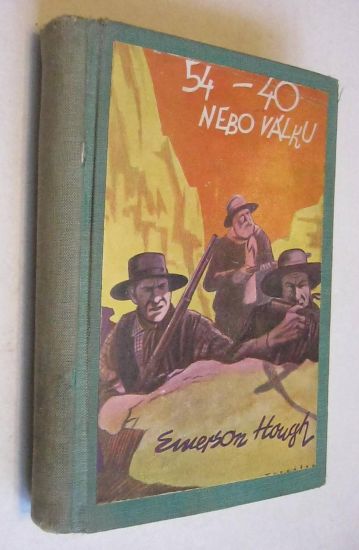 54 - 40
NEBO VÁLKU
Emerson Hough